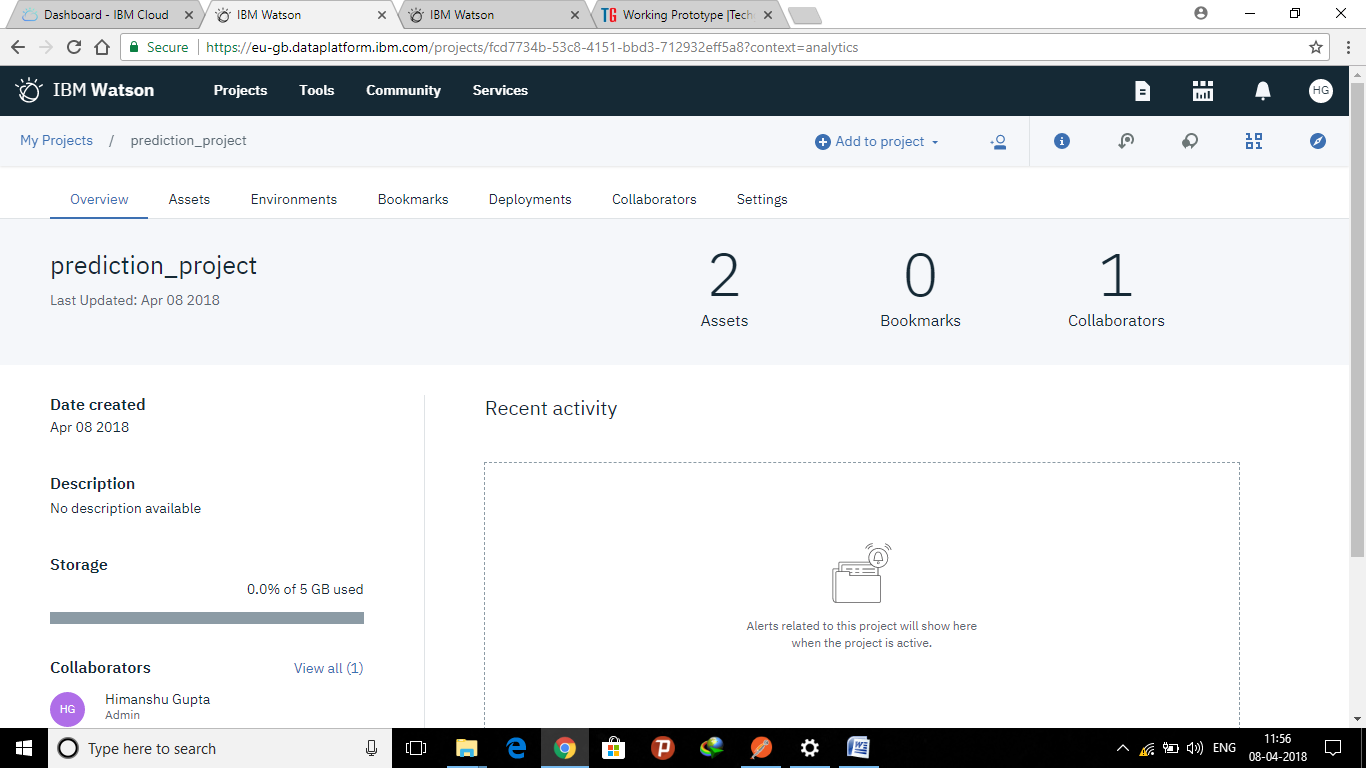 Dashboard - IBM Cloud
IBM Watson
IBM Watson
TG Working Prototype |Tech
Secure https://eu-gb.dataplatform.ibm.com/projects/fcd7734b-53c8-4151-bbd3-712932eff5a8?context=analytics
IBM Watson Projects Tools Community Services HG
My Projects / prediction_project Add to project
Overview Assets Environments Bookmarks Deployments Collaborators Settings
prediction_project
Last Updated: Apr 08 2018
2 0 1
Assets Bookmarks Collaborators
Date created
Apr 08 2018
Recent activity
Description
No description available
Storage
0.0% of 5 GB used
Alerts related to this project will show here
when the project is active.
Collaborators View all (1)
HG Himanshu Gupta
Admin
Type here to search
ENG
11:56
08-04-2018